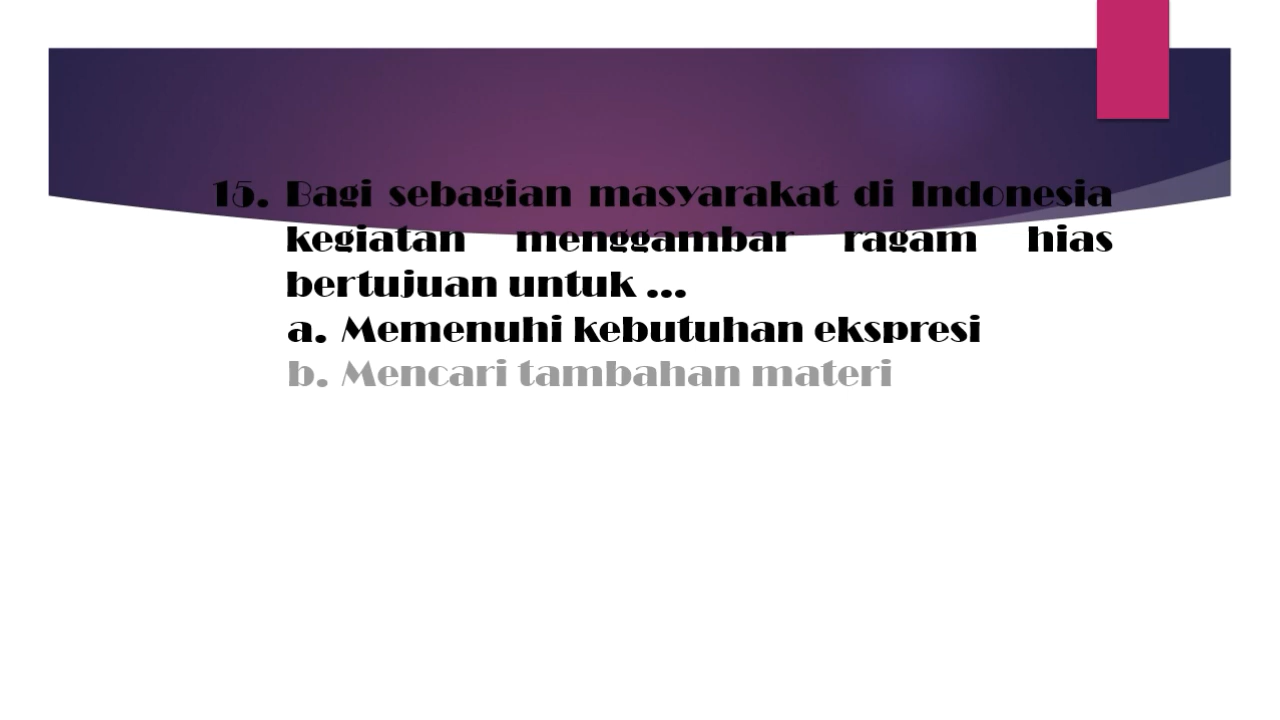 15. Bagi sebagian masyarakat di Indonesia
kegiatan menggambar ragam hias
bertujuan untuk ...
a. Memenuhi kebutuhan ekspresi
b. Mencari tambahan materi